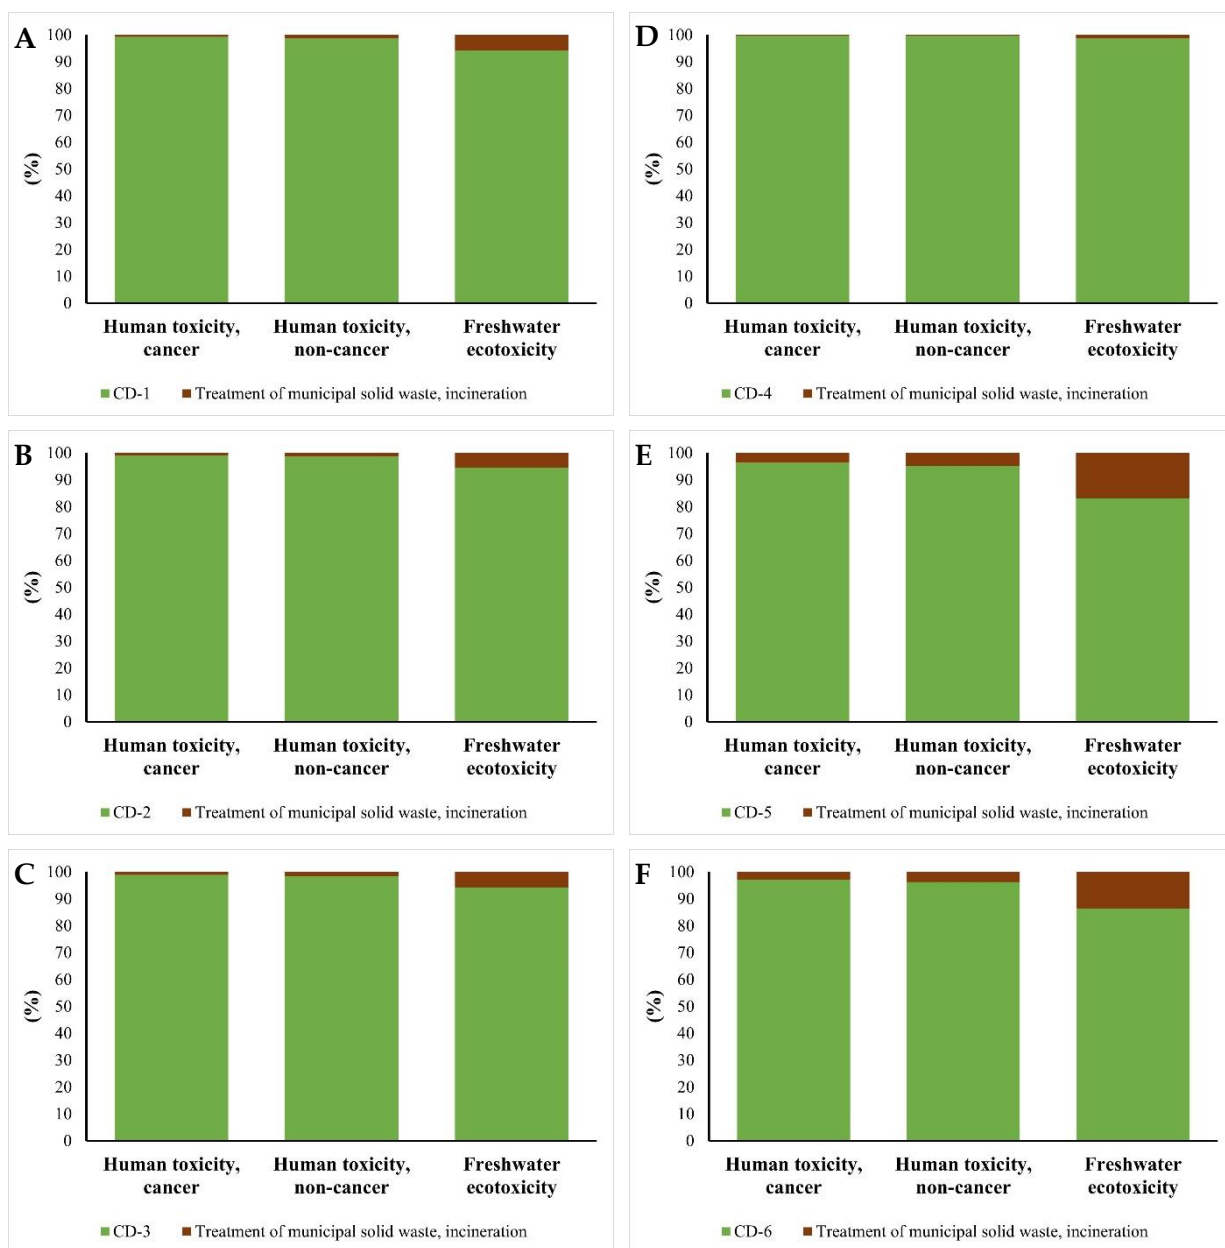 A
100
90
80
70
60
50
40
30
20
10
0
(%)
Human toxicity,
cancer
Human toxicity,
non-cancer
Freshwater
ecotoxicity
CD-1
Treatment of municipal solid waste, incineration
D
100
90
80
70
60
50
40
30
20
10
0
(%)
Human toxicity,
cancer
Human toxicity,
non-cancer
Freshwater
ecotoxicity
CD-4
Treatment of municipal solid waste, incineration
B
100
90
80
70
60
50
40
30
20
10
0
(%)
Human toxicity,
cancer
Human toxicity,
non-cancer
Freshwater
ecotoxicity
CD-2
Treatment of municipal solid waste, incineration
E
100
90
80
70
60
50
40
30
20
10
0
(%)
Human toxicity,
cancer
Human toxicity,
non-cancer
Freshwater
ecotoxicity
CD-5
Treatment of municipal solid waste, incineration
C
100
90
80
70
60
50
40
30
20
10
0
(%)
Human toxicity,
cancer
Human toxicity,
non-cancer
Freshwater
ecotoxicity
CD-3
Treatment of municipal solid waste, incineration
F
100
90
80
70
60
50
40
30
20
10
0
(%)
Human toxicity,
cancer
Human toxicity,
non-cancer
Freshwater
ecotoxicity
CD-6
Treatment of municipal solid waste, incineration